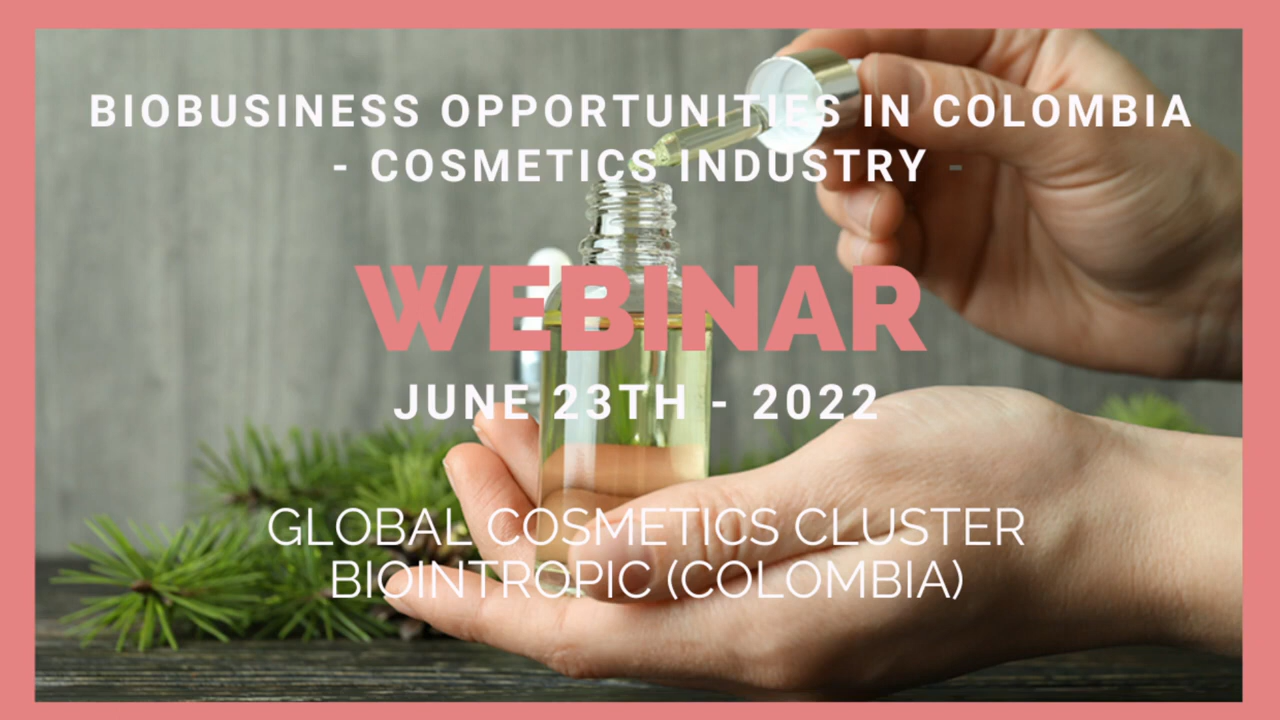 BIOBUSINESS OPPORTUNITIES IN COLOMBIA
- COSMETICS INDUSTRY -
WEBINAR
JUNE 23TH - 2022
GLOBAL COSMETICS CLUSTER
BIOINTROPIC (COLOMBIA)